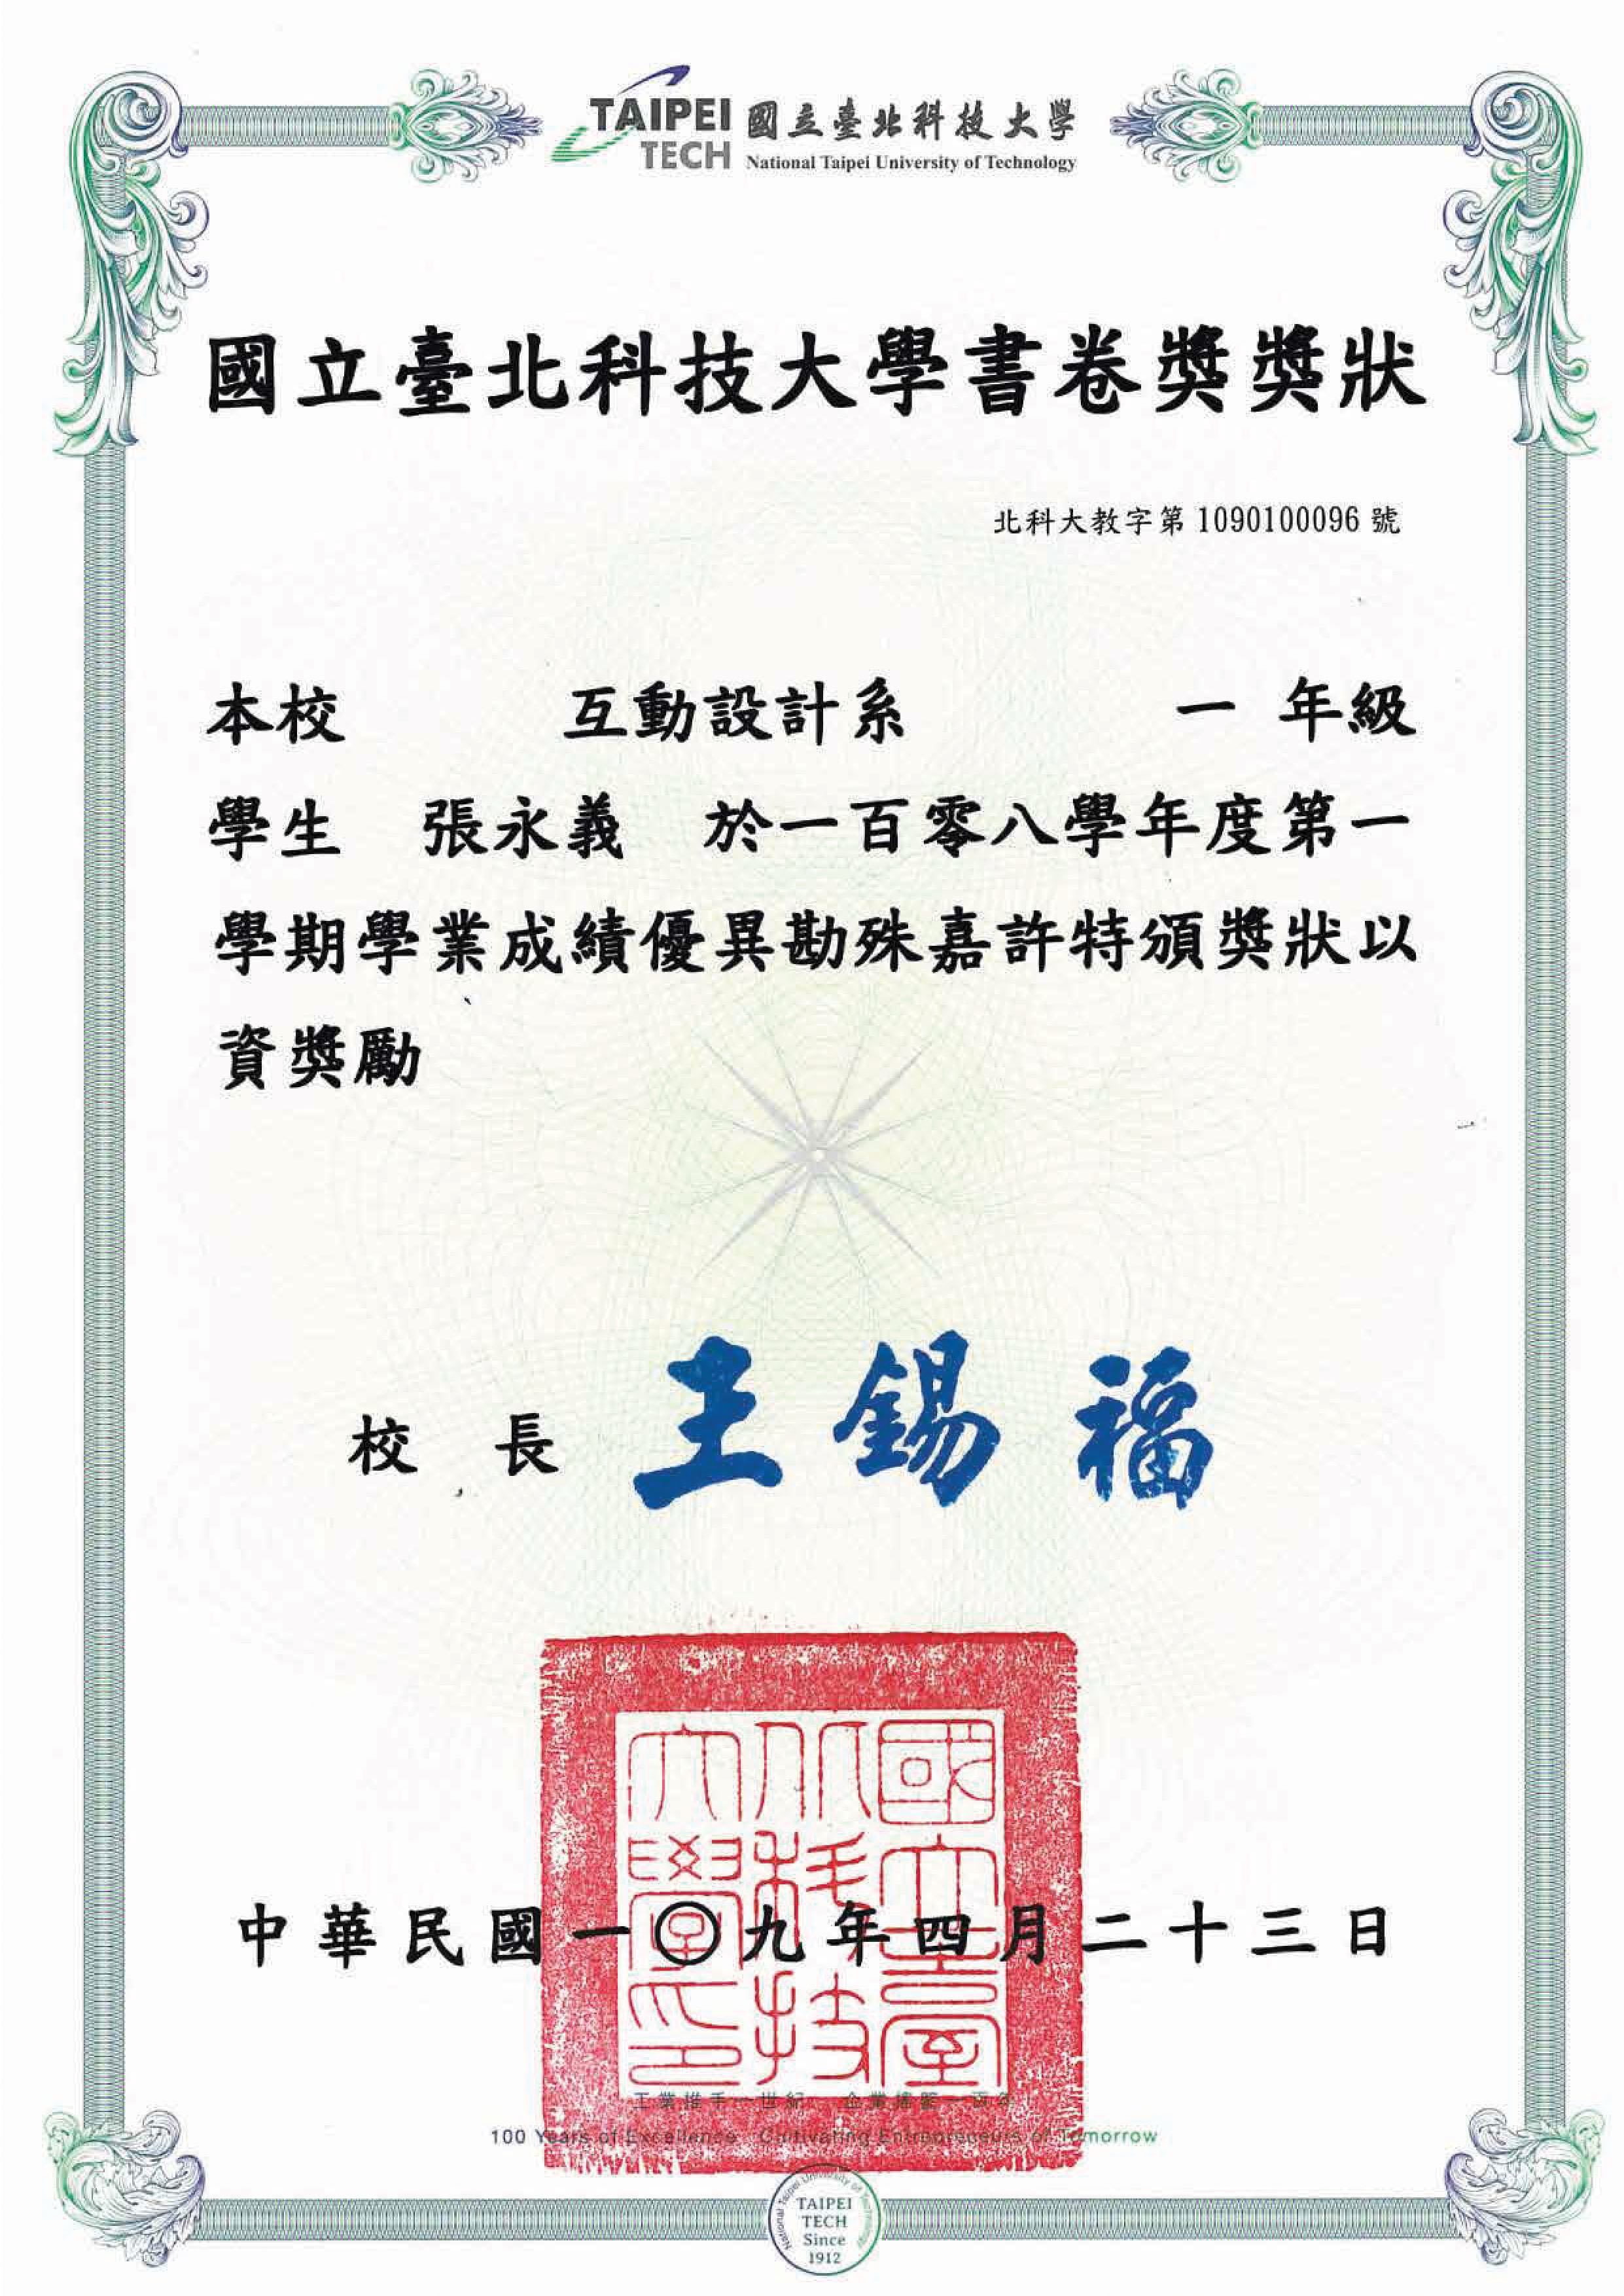 TAIPEI TECH
國立臺北科技大學
National Taipei University of Technology
國立臺北科技大學書卷獎獎狀
北科大教字第 1090100096 號
本校 互動設計系 一 年級
學生 張永義 於一百零八學年度第一
學期學業成績優異勘殊嘉許特頒獎狀以
資獎勵
校 長 王錫福
國立臺北科技大學印
中華民國一〇九年四月二十三日
工業推手一世紀 企業搖籃一百年
100 Years of Excellence Cultivating Entrepreneurs of Tomorrow
National Taipei University of Technology
TAIPEI
TECH
Since
1912